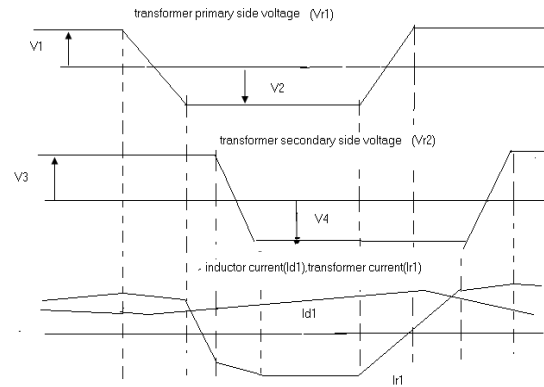 transformer primary side voltage (Vr1)
V1
V2
transformer secondary side voltage (Vr2)
V3
V4
inductor current(Id1),transformer current(Ir1)
Id1
Ir1